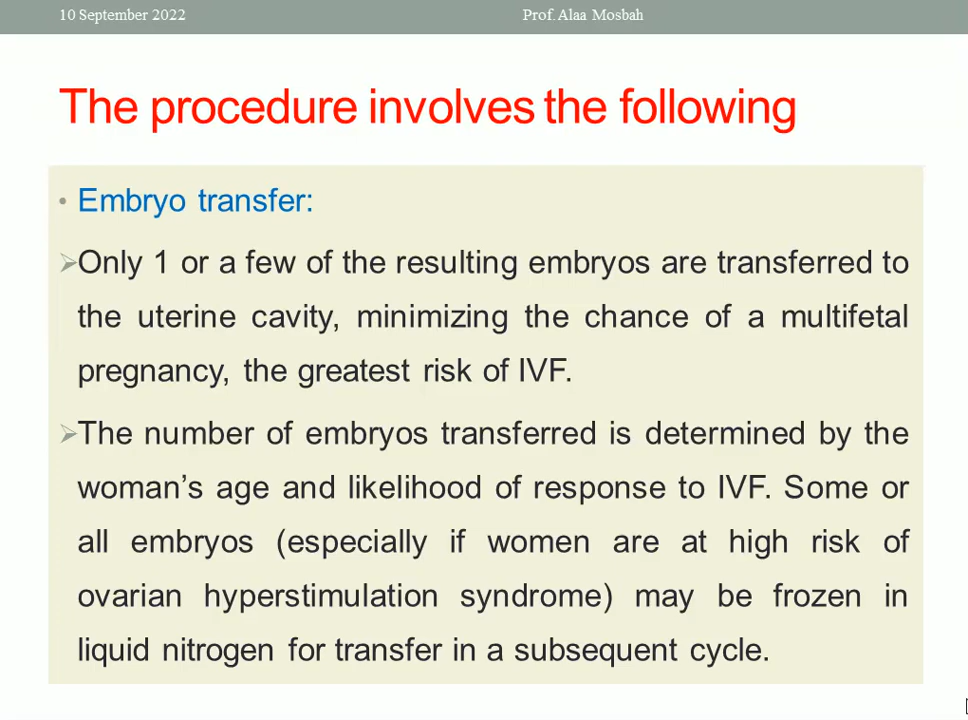 10 September 2022 Prof. Alaa Mosbah
The procedure involves the following
• Embryo transfer:
➢Only 1 or a few of the resulting embryos are transferred to
the uterine cavity, minimizing the chance of a multifetal
pregnancy, the greatest risk of IVF.
➢The number of embryos transferred is determined by the
woman’s age and likelihood of response to IVF. Some or
all embryos (especially if women are at high risk of
ovarian hyperstimulation syndrome) may be frozen in
liquid nitrogen for transfer in a subsequent cycle.